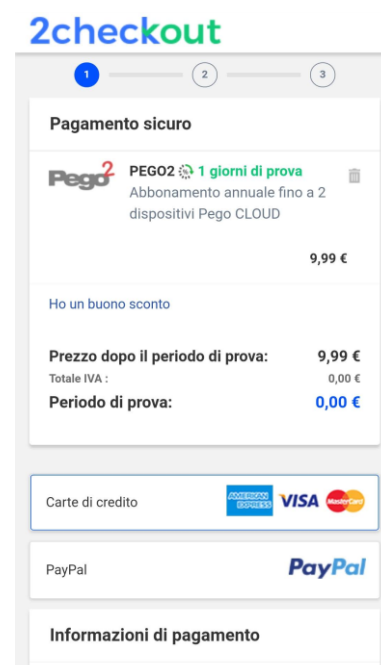 2checkout
1 2 3
Pagamento sicuro
Pego2
PEGO2 1 giorni di prova
Abbonamento annuale fino a 2
dispositivi Pego CLOUD
9,99 €
Ho un buono sconto
Prezzo dopo il periodo di prova: 9,99 €
Totale IVA : 0,00 €
Periodo di prova: 0,00 €
Carte di credito AMERICAN EXPRESS VISA MasterCard
PayPal PayPal
Informazioni di pagamento